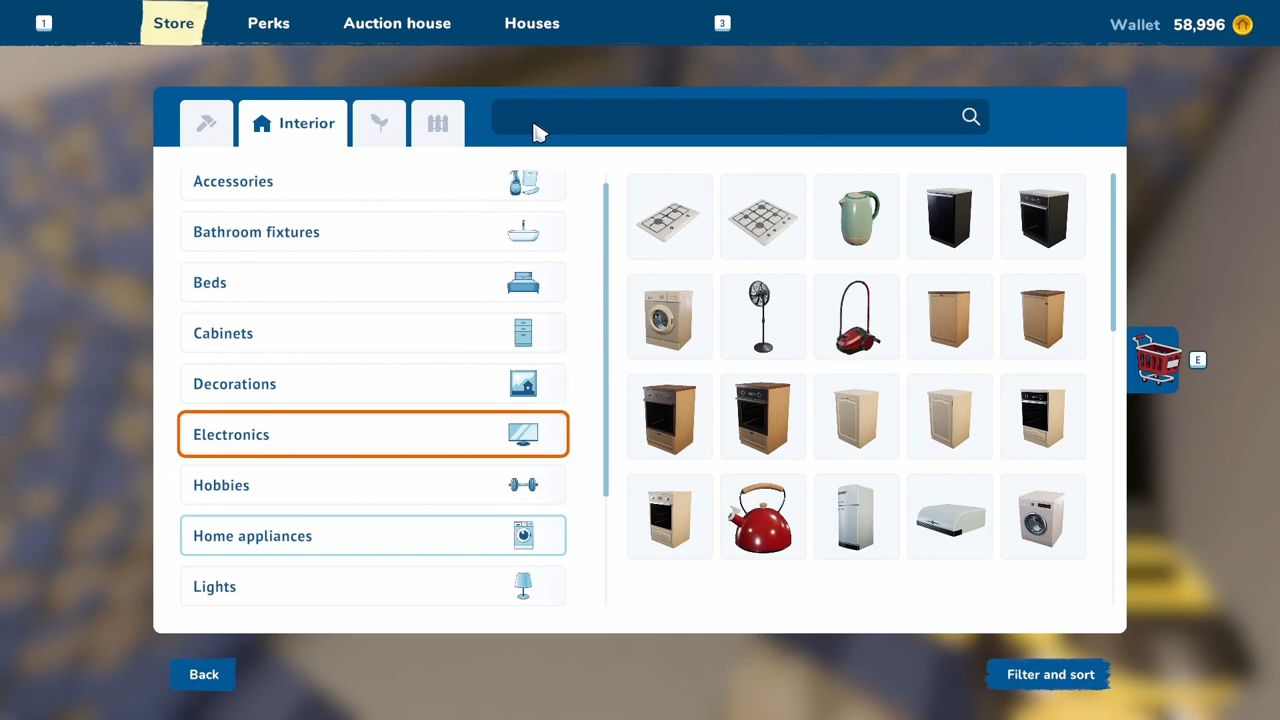 1 Store Perks Auction house Houses 3 Wallet 58,996
Interior
Accessories
Bathroom fixtures
Beds
Cabinets
Decorations
Electronics
Hobbies
Home appliances
Lights
E
Back
Filter and sort